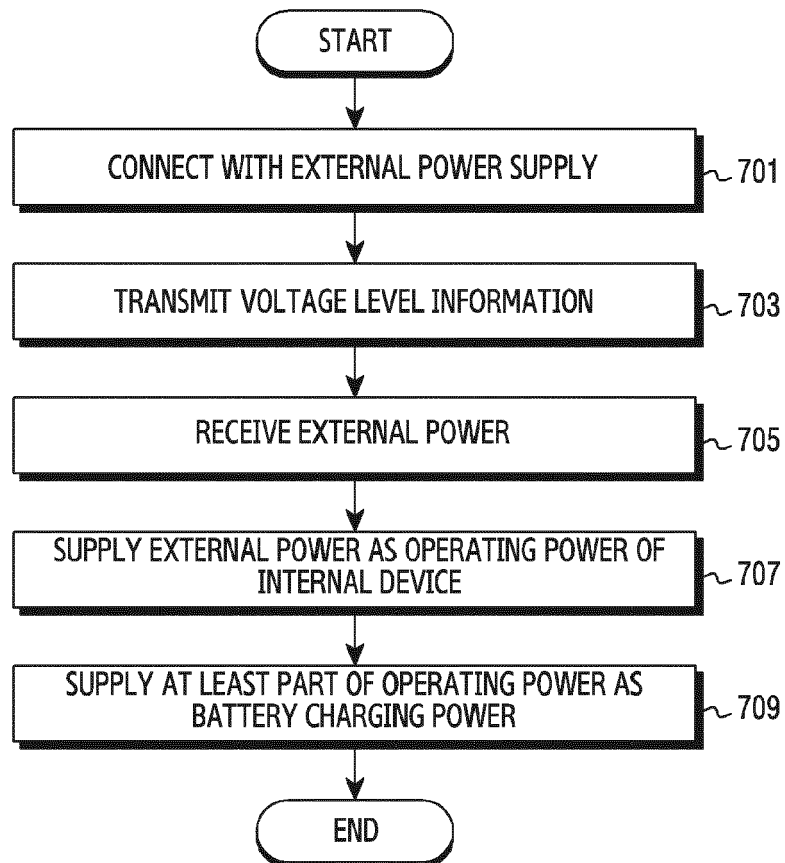 START
CONNECT WITH EXTERNAL POWER SUPPLY
701
TRANSMIT VOLTAGE LEVEL INFORMATION
703
RECEIVE EXTERNAL POWER
705
SUPPLY EXTERNAL POWER AS OPERATING POWER OF
INTERNAL DEVICE
707
SUPPLY AT LEAST PART OF OPERATING POWER AS
BATTERY CHARGING POWER
709
END